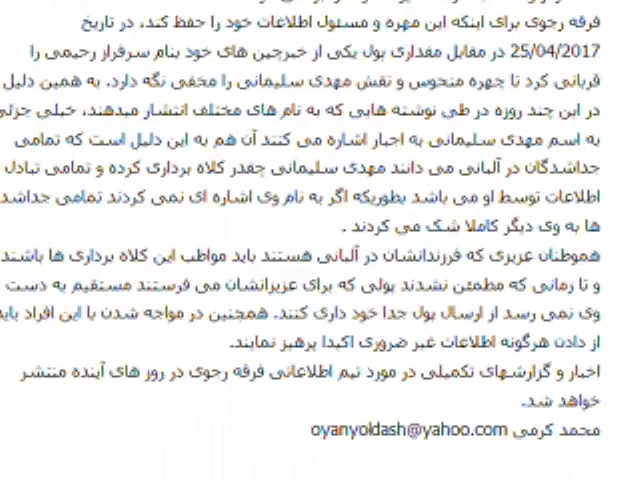 فرقه رجوی برای اینکه این مهره و مسئول اطلاعات خود را حفظ کند، در تاریخ
25/04/2017 در مقابل مقداری پول یکی از خبرچین های خود بنام سرفراز رحیمی را
قربانی کرد تا چهره منحوس و نقش مهدی سلیمانی را مخفی نگه دارد. به همین دلیل
در این چند روزه در طی نوشته هایی که به نام های مختلف انتشار میدهند، خیلی جزئی
به اسم مهدی سلیمانی به اجبار اشاره می کنند آن هم به این دلیل است که تمامی
جداشدگان در آلبانی می دانند مهدی سلیمانی چقدر کلاه برداری کرده و تمامی تبادل
اطلاعات توسط او می باشد بطوریکه اگر به نام وی اشاره ای نمی کردند تمامی جداشد
ها به وی دیگر کاملا شک می کردند .
هموطنان عزیزی که فرزندانشان در آلبانی هستند باید مواظب این کلاه برداری ها باشند
و تا زمانی که مطمئن نشدند پولی که برای عزیزانشان می فرستند مستقیم به دست
وی نمی رسد از ارسال پول جدا خود داری کنند. همچنین در مواجه شدن با این افراد باید
از دادن هرگونه اطلاعات غیر ضروری اکیدا پرهیز نمایند.
اخبار و گزارشهای تکمیلی در مورد تیم اطلاعاتی فرقه رجوی در روز های آینده منتشر
خواهد شد.
محمد کرمی oyanyoldash@yahoo.com